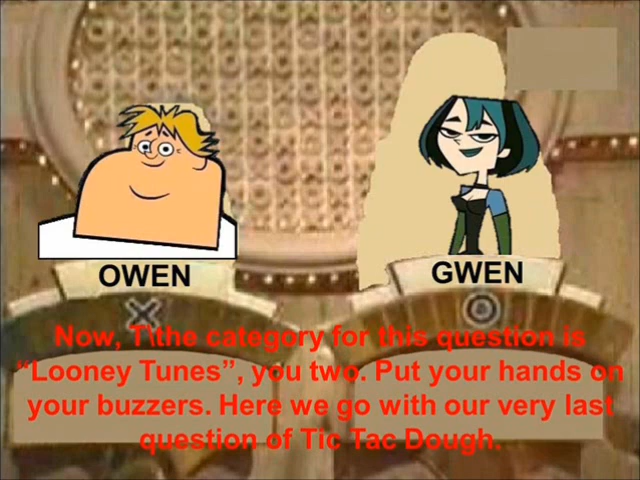 OWEN
GWEN
Now, T\the category for this question is
“Looney Tunes”, you two. Put your hands on
your buzzers. Here we go with our very last
question of Tic Tac Dough.